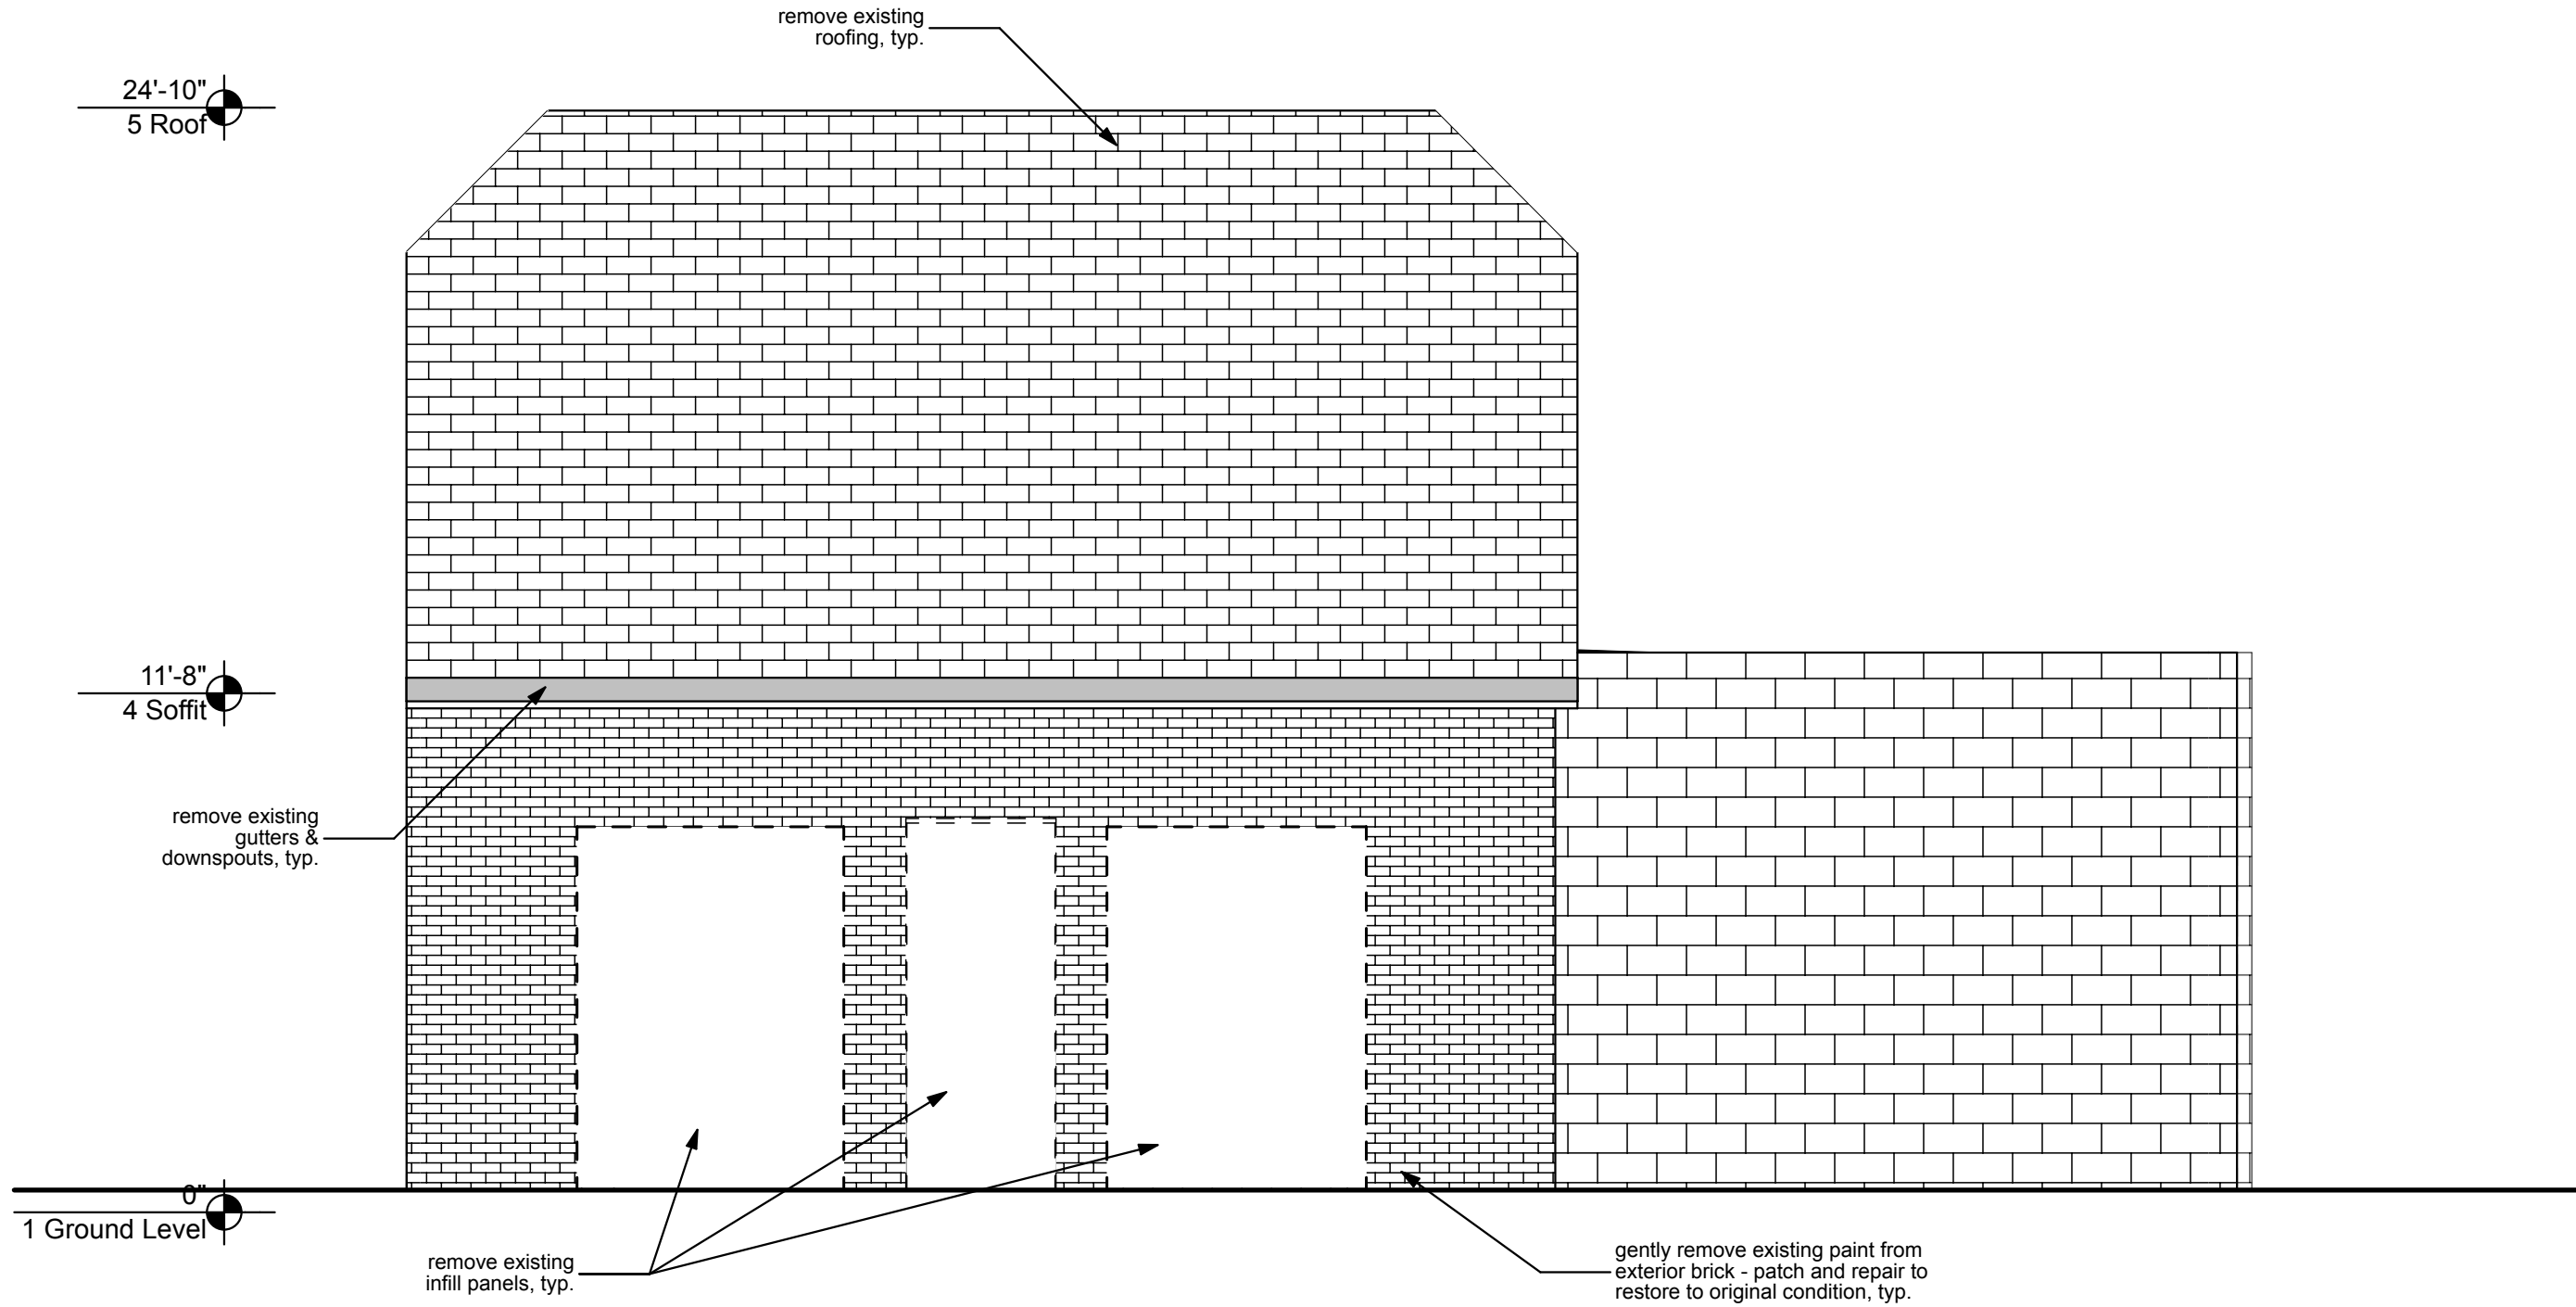 remove existing
roofing, typ.
24'-10"
5 Roof
11'-8"
4 Soffit
remove existing
gutters &
downspouts, typ.
0"
1 Ground Level
remove existing
infill panels, typ.
gently remove existing paint from
exterior brick - patch and repair to
restore to original condition, typ.